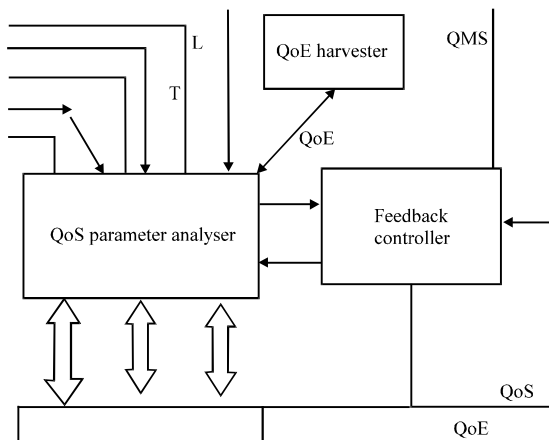 L
QoE harvester
QMS
T
QoE
QoS parameter analyser
Feedback
controller
QoS
QoE